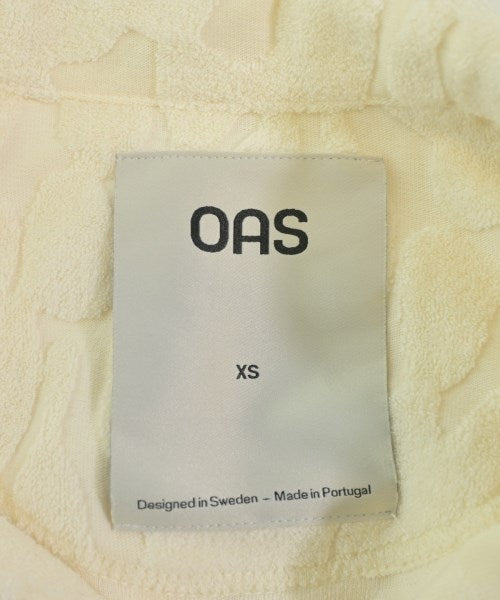 OAS
XS
Designed in Sweden – Made in Portugal